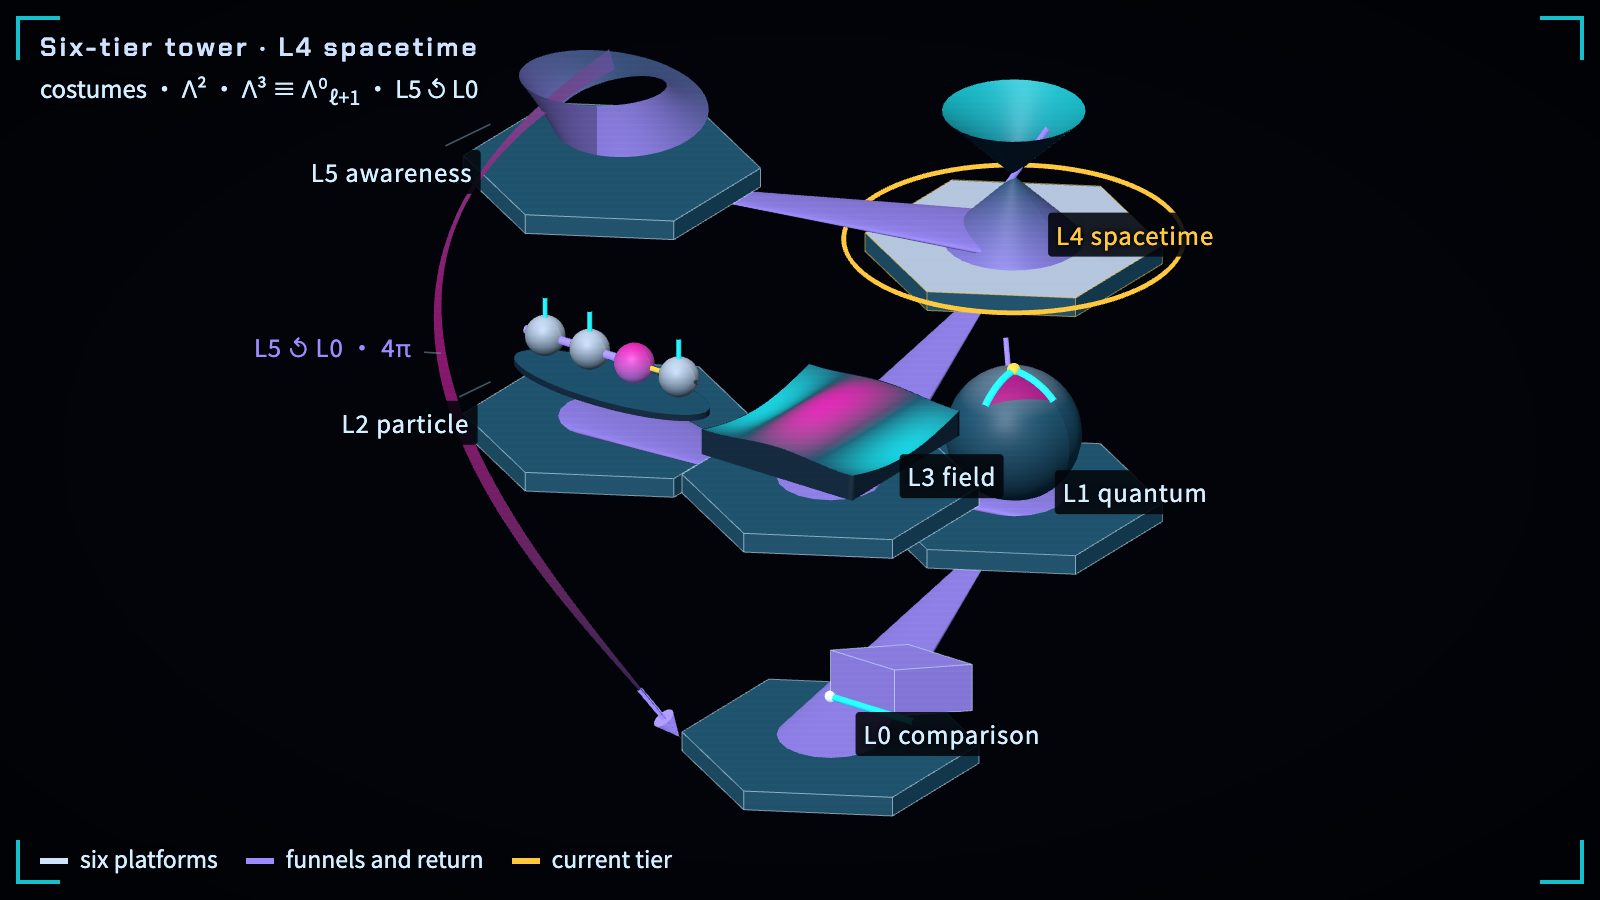 Six-tier tower · L4 spacetime
costumes • Λ² • Λ³ ≡ Λ⁰ℓ+1 • L5 ↺ L0
L5 awareness
L4 spacetime
L5 ↺ L0 • 4π
L2 particle
L3 field
L1 quantum
L0 comparison
six platforms
funnels and return
current tier